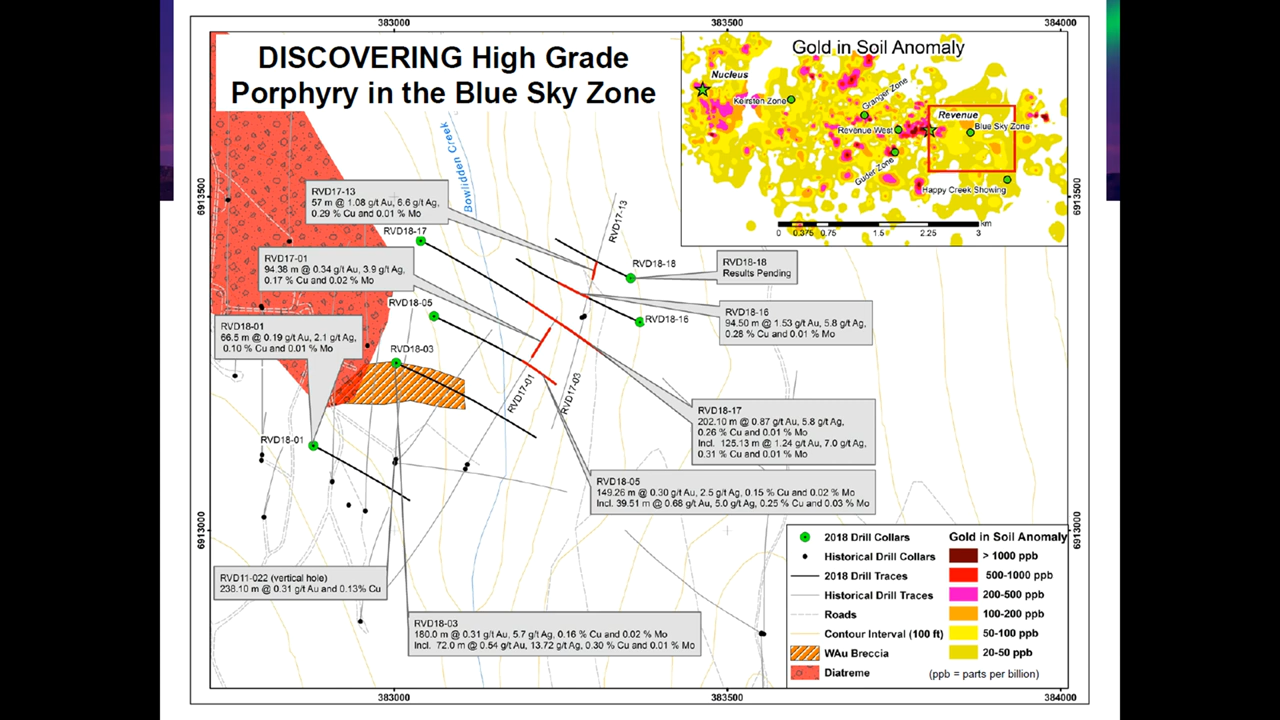 383000
383500
384000
DISCOVERING High Grade
Porphyry in the Blue Sky Zone
Gold in Soil Anomaly
Nucleus
Keirsten Zone
Granger Zone
Revenue
Revenue West
Blue Sky Zone
Guder Zone
Happy Creek Showing
0 0.375 0.75 1.5 2.25 3
km
6913500
6913500
Bowlidden Creek
RVD17-13
57 m @ 1.08 g/t Au, 6.6 g/t Ag,
0.29 % Cu and 0.01 % Mo
RVD17-13
RVD18-17
RVD17-01
94.38 m @ 0.34 g/t Au, 3.9 g/t Ag,
0.17 % Cu and 0.02 % Mo
RVD18-18
RVD18-18
Results Pending
RVD18-05
RVD18-16
RVD18-16
94.50 m @ 1.53 g/t Au, 5.8 g/t Ag,
0.28 % Cu and 0.01 % Mo
RVD18-01
66.5 m @ 0.19 g/t Au, 2.1 g/t Ag,
0.10 % Cu and 0.01 % Mo
RVD18-03
RVD17-01
RVD17-03
RVD18-17
202.10 m @ 0.87 g/t Au, 5.8 g/t Ag,
0.26 % Cu and 0.01 % Mo
Incl. 125.13 m @ 1.24 g/t Au, 7.0 g/t Ag,
0.31 % Cu and 0.01 % Mo
RVD18-01
RVD18-05
149.26 m @ 0.30 g/t Au, 2.5 g/t Ag, 0.15 % Cu and 0.02 % Mo
Incl. 39.51 m @ 0.68 g/t Au, 5.0 g/t Ag, 0.25 % Cu and 0.03 % Mo
6913000
6913000
RVD11-022 (vertical hole)
238.10 m @ 0.31 g/t Au and 0.13% Cu
RVD18-03
180.0 m @ 0.31 g/t Au, 5.7 g/t Ag, 0.16 % Cu and 0.02 % Mo
Incl. 72.0 m @ 0.54 g/t Au, 13.72 g/t Ag, 0.30 % Cu and 0.01 % Mo
2018 Drill Collars
Historical Drill Collars
2018 Drill Traces
Historical Drill Traces
Roads
Contour Interval (100 ft)
WAu Breccia
Diatreme
Gold in Soil Anomaly
> 1000 ppb
500-1000 ppb
200-500 ppb
100-200 ppb
50-100 ppb
20-50 ppb
(ppb = parts per billion)
383000
383500
384000